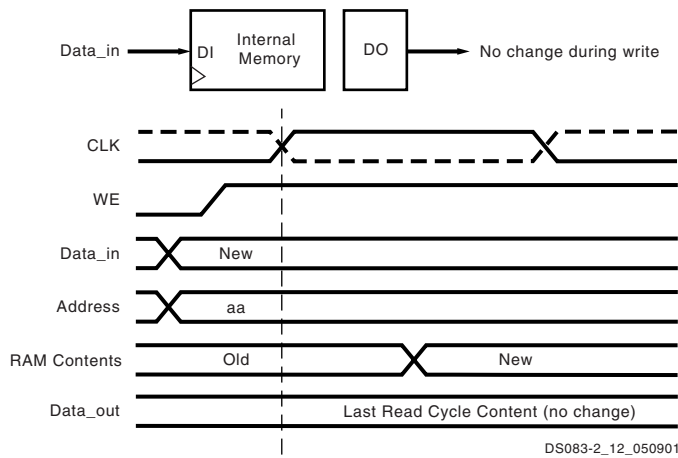 Data_in
DI
Internal
Memory
DO
No change during write
CLK
WE
Data_in
New
Address
aa
RAM Contents
Old
New
Data_out
Last Read Cycle Content (no change)
DS083-2_12_050901